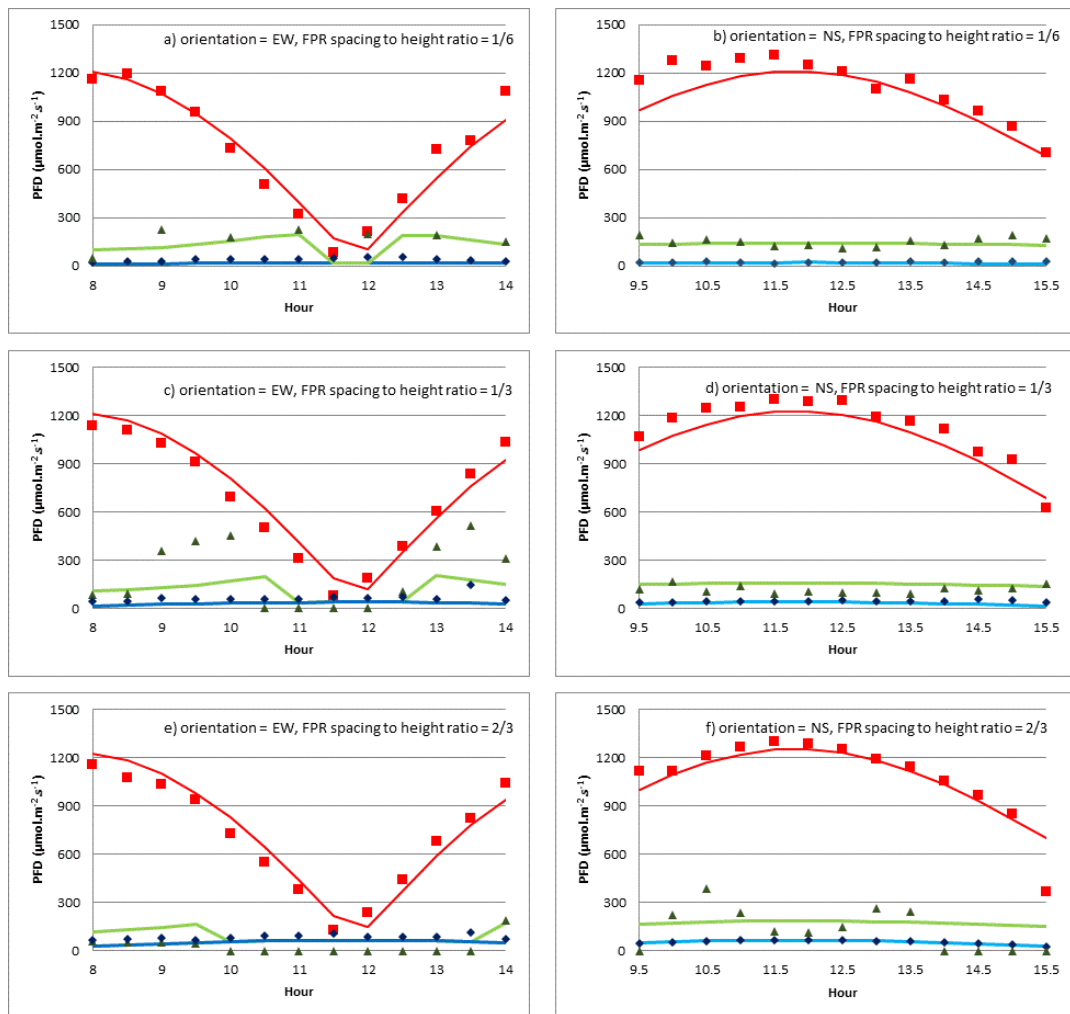 a) orientation = EW, FPR spacing to height ratio = 1/6
PFD (µmol.m⁻².s⁻¹)
1500
1200
900
600
300
0
8 9 10 11 12 13 14
Hour
b) orientation = NS, FPR spacing to height ratio = 1/6
PFD (µmol.m⁻² s⁻¹)
1500
1200
900
600
300
0
9.5 10.5 11.5 12.5 13.5 14.5 15.5
Hour
c) orientation = EW, FPR spacing to height ratio = 1/3
PFD (µmol.m⁻² s⁻¹)
1500
1200
900
600
300
0
8 9 10 11 12 13 14
Hour
d) orientation = NS, FPR spacing to height ratio = 1/3
PFD (µmol.m⁻² s⁻¹)
1500
1200
900
600
300
0
9.5 10.5 11.5 12.5 13.5 14.5 15.5
Hour
e) orientation = EW, FPR spacing to height ratio = 2/3
PFD (µmol.m⁻² s⁻¹)
1500
1200
900
600
300
0
8 9 10 11 12 13 14
Hour
f) orientation = NS, FPR spacing to height ratio = 2/3
PFD (µmol.m⁻² s⁻¹)
1500
1200
900
600
300
0
9.5 10.5 11.5 12.5 13.5 14.5 15.5
Hour